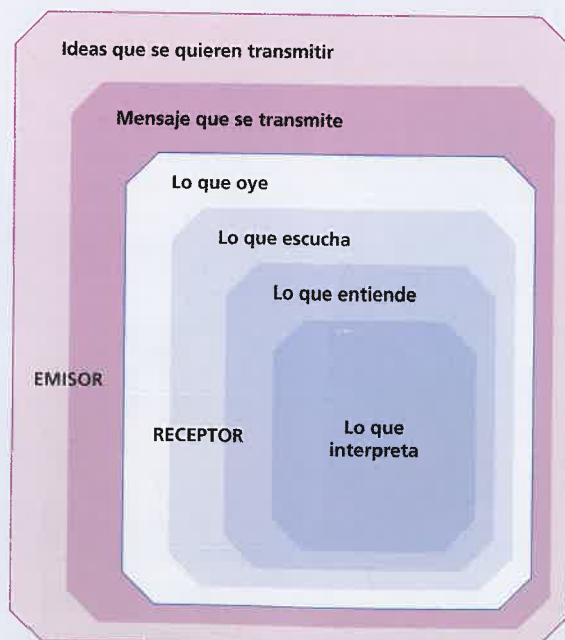 Ideas que se quieren transmitir
Mensaje que se transmite
Lo que oye
Lo que escucha
Lo que entiende
EMISOR
RECEPTOR
Lo que
interpreta